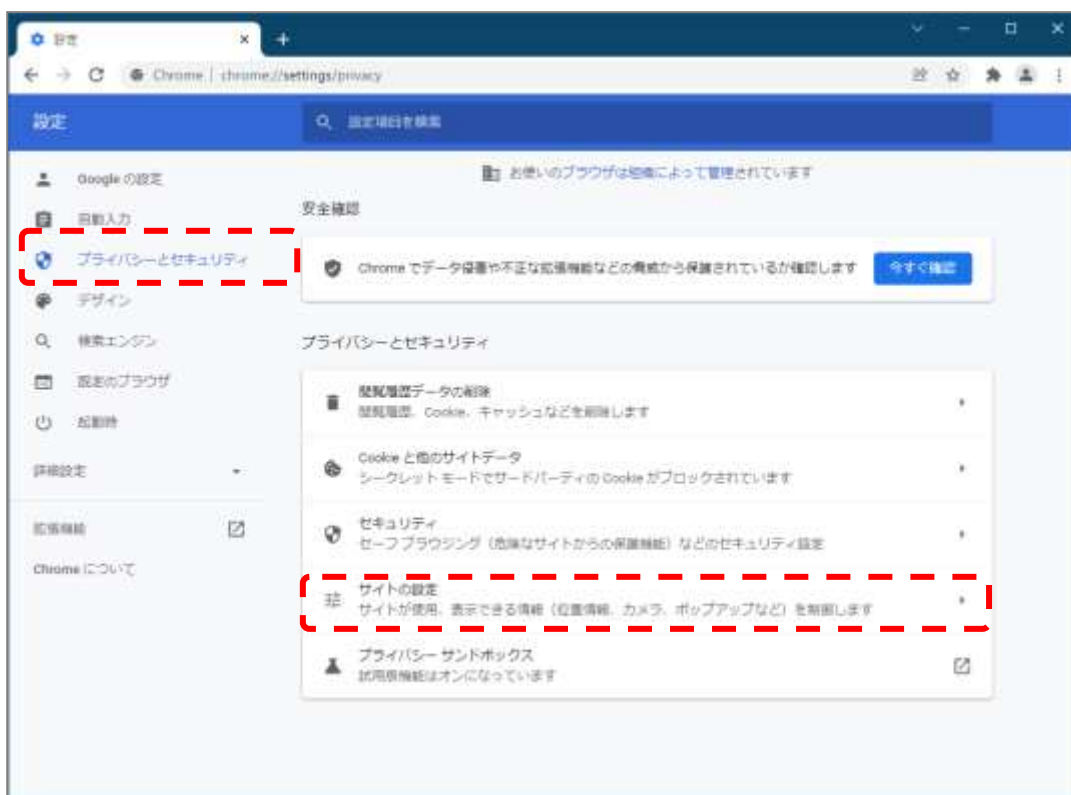 設定
Chrome | chrome://settings/privacy
設定
設定項目を検索
お使いのブラウザは組織によって管理されています
Google の設定
自動入力
プライバシーとセキュリティ
デザイン
検索エンジン
既定のブラウザ
起動時
詳細設定
拡張機能
Chrome について
安全確認
Chrome でデータ侵害や不正な拡張機能などの脅威から保護されているか確認します
今すぐ確認
プライバシーとセキュリティ
閲覧履歴データの削除
閲覧履歴、Cookie、キャッシュなどを削除します
Cookie と他のサイトデータ
シークレット モードでサードパーティの Cookie がブロックされています
セキュリティ
セーフ ブラウジング（危険なサイトからの保護機能）などのセキュリティ設定
サイトの設定
サイトが使用、表示できる情報（位置情報、カメラ、ポップアップなど）を制御します
プライバシー サンドボックス
試用版機能はオンになっています